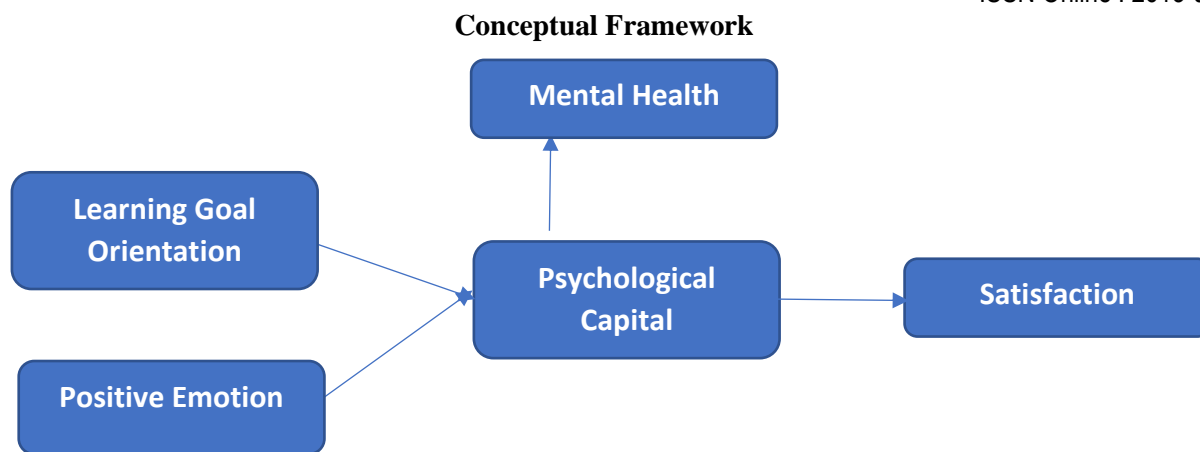 Conceptual Framework
Mental Health
Learning Goal
Orientation
Psychological
Capital
Satisfaction
Positive Emotion